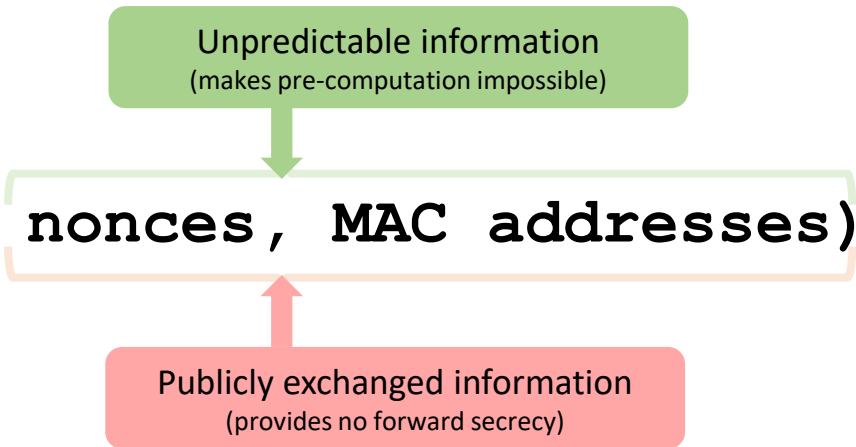 Unpredictable information
(makes pre-computation impossible)
nonces, MAC addresses)
Publicly exchanged information
(provides no forward secrecy)